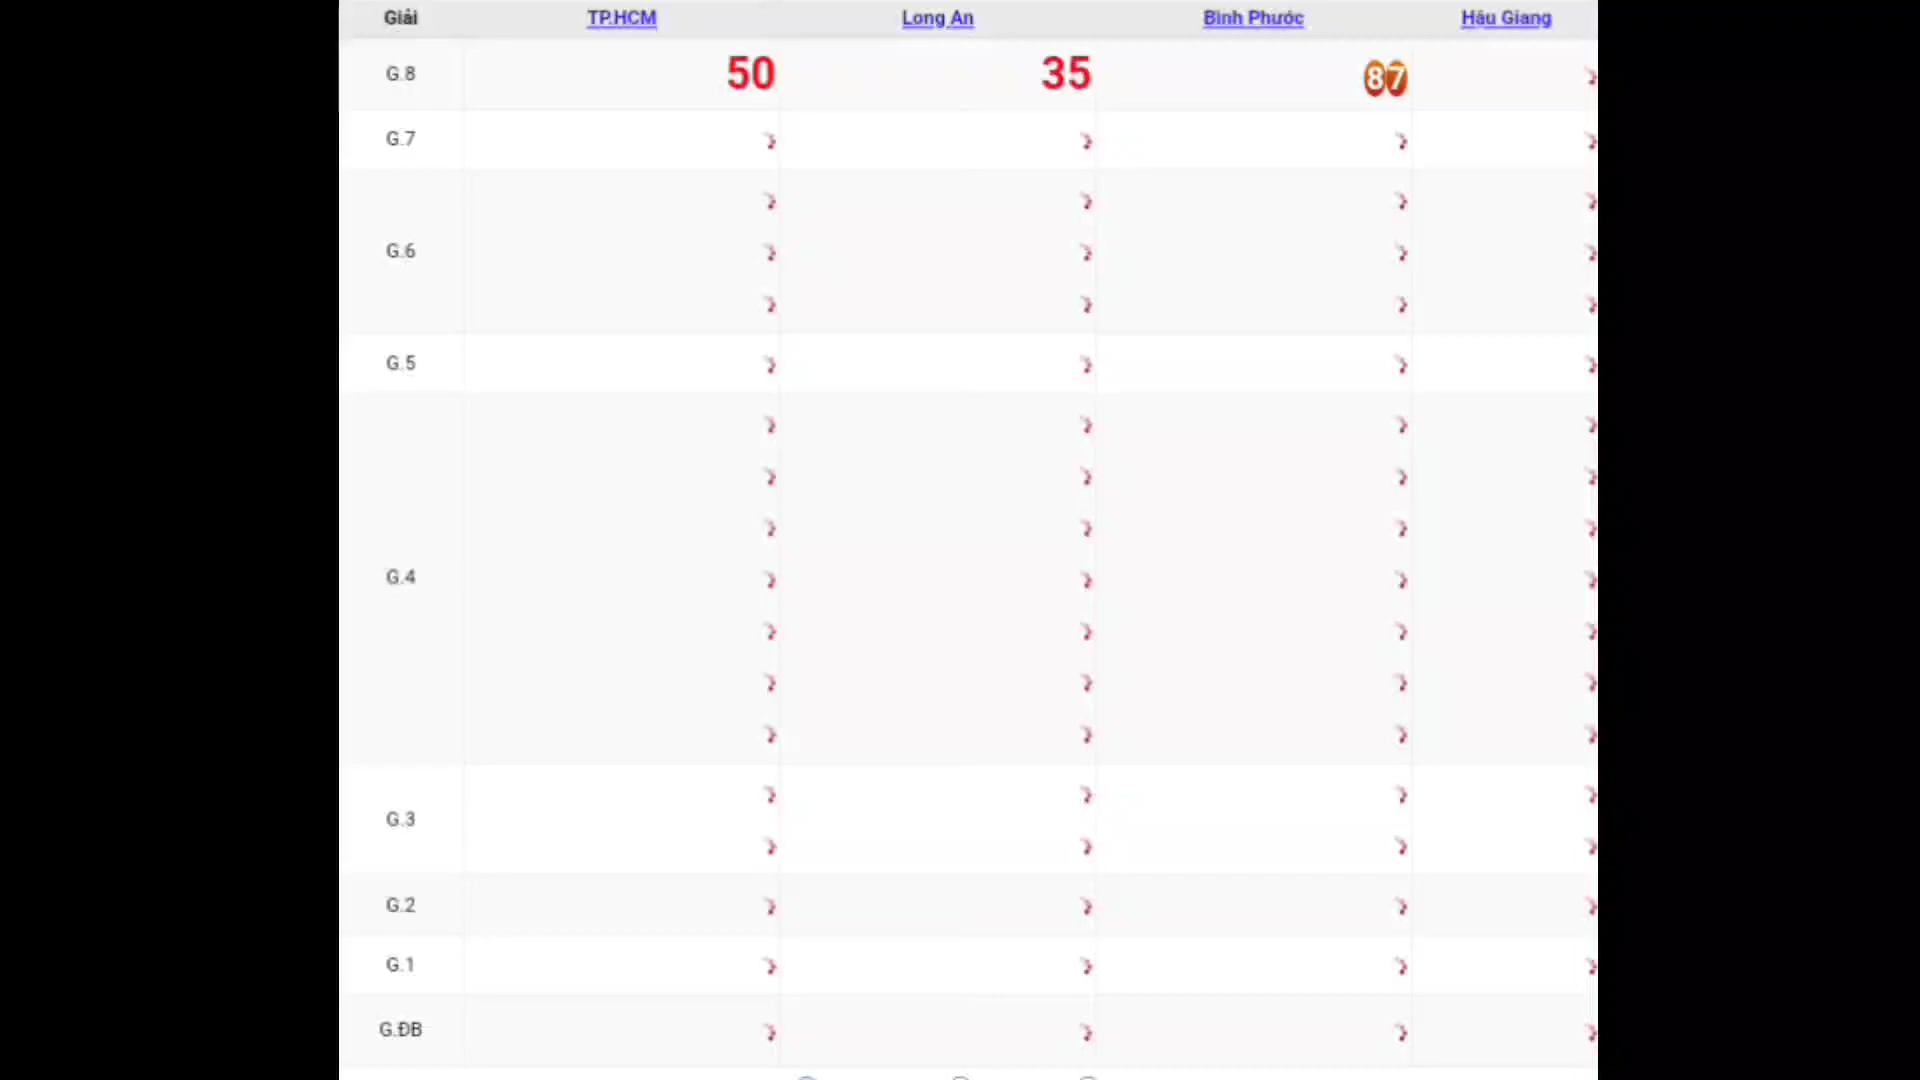 Giải TP.HCM Long An Bình Phước Hậu Giang
G.8 50 35 87
G.7
G.6
G.5
G.4
G.3
G.2
G.1
G.ĐB